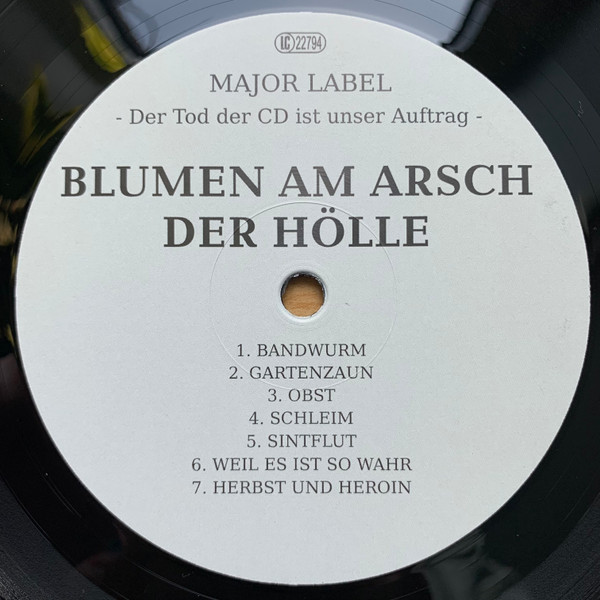 LC 22794
MAJOR LABEL
- Der Tod der CD ist unser Auftrag -
BLUMEN AM ARSCH
DER HÖLLE
1. BANDWURM
2. GARTENZAUN
3. OBST
4. SCHLEIM
5. SINTFLUT
6. WEIL ES IST SO WAHR
7. HERBST UND HEROIN